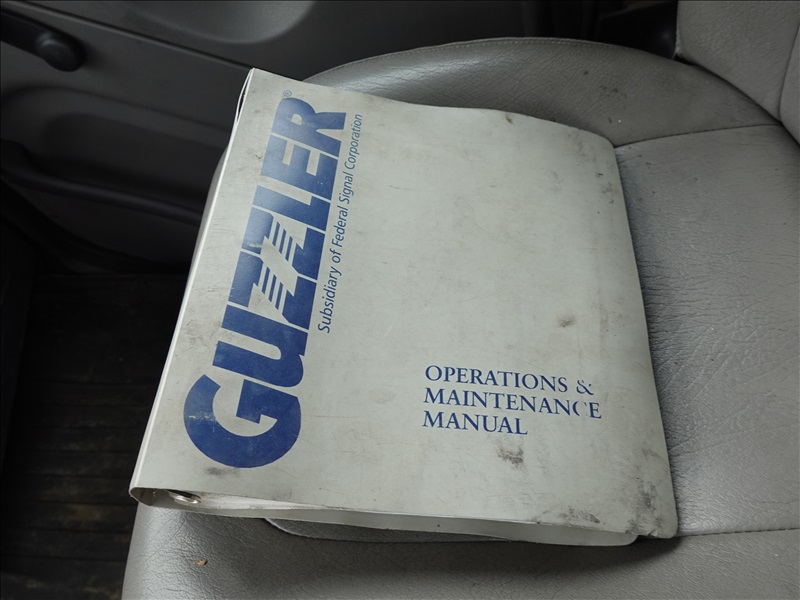 GUZZLER®
Subsidiary of Federal Signal Corporation
OPERATIONS &
MAINTENANCE
MANUAL